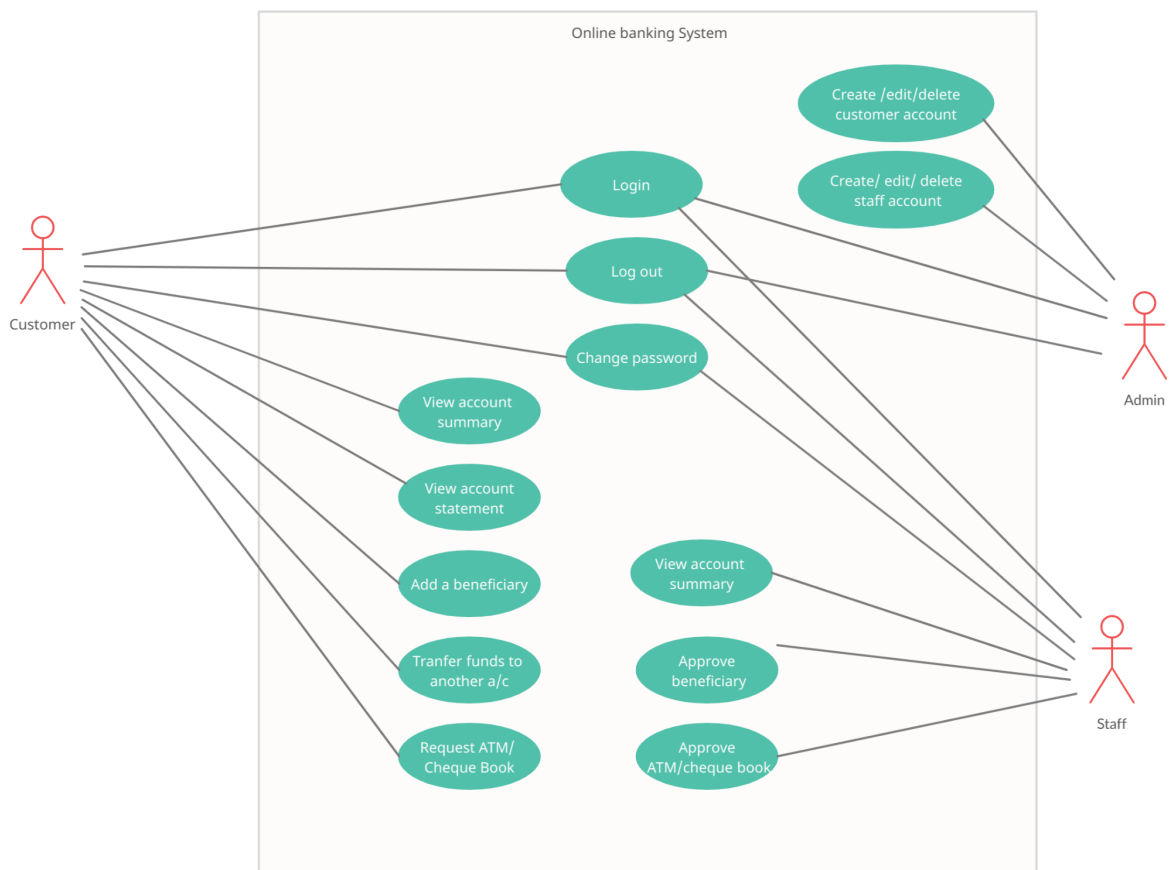 Online banking System
Create /edit/delete
customer account
Login
Create/ edit/ delete
staff account
Log out
Customer
Change password
Admin
View account
summary
View account
statement
View account
summary
Add a beneficiary
Tranfer funds to
another a/c
Approve
beneficiary
Staff
Request ATM/
Cheque Book
Approve
ATM/cheque book